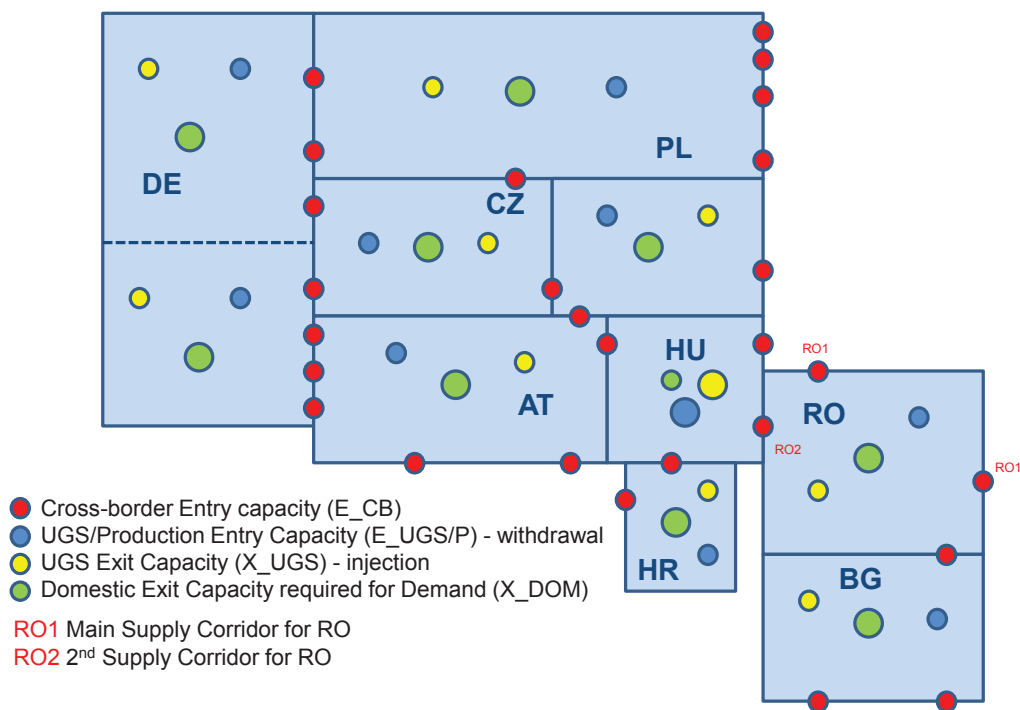 PL
DE
CZ
HU
RO1
AT
RO
RO2
RO1
HR
BG
Cross-border Entry capacity (E_CB)
UGS/Production Entry Capacity (E_UGS/P) - withdrawal
UGS Exit Capacity (X_UGS) - injection
Domestic Exit Capacity required for Demand (X_DOM)
RO1 Main Supply Corridor for RO
RO2 2nd Supply Corridor for RO